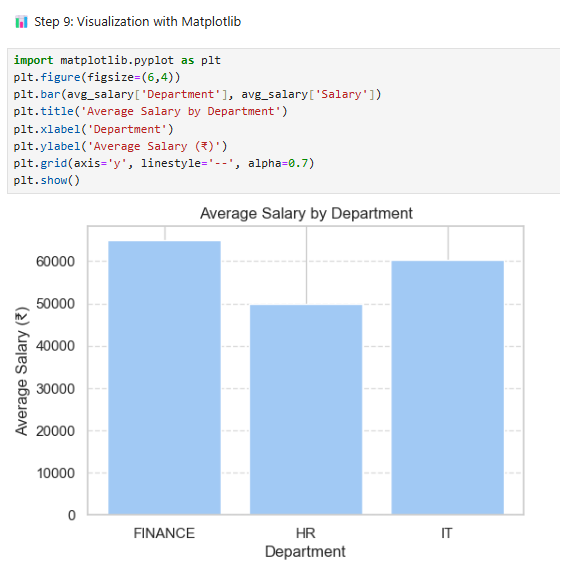 📊 Step 9: Visualization with Matplotlib
import matplotlib.pyplot as plt
plt.figure(figsize=(6,4))
plt.bar(avg_salary['Department'], avg_salary['Salary'])
plt.title('Average Salary by Department')
plt.xlabel('Department')
plt.ylabel('Average Salary (₹)')
plt.grid(axis='y', linestyle='--', alpha=0.7)
plt.show()
Average Salary by Department
Average Salary (₹)
60000
50000
40000
30000
20000
10000
0
FINANCE HR IT
Department